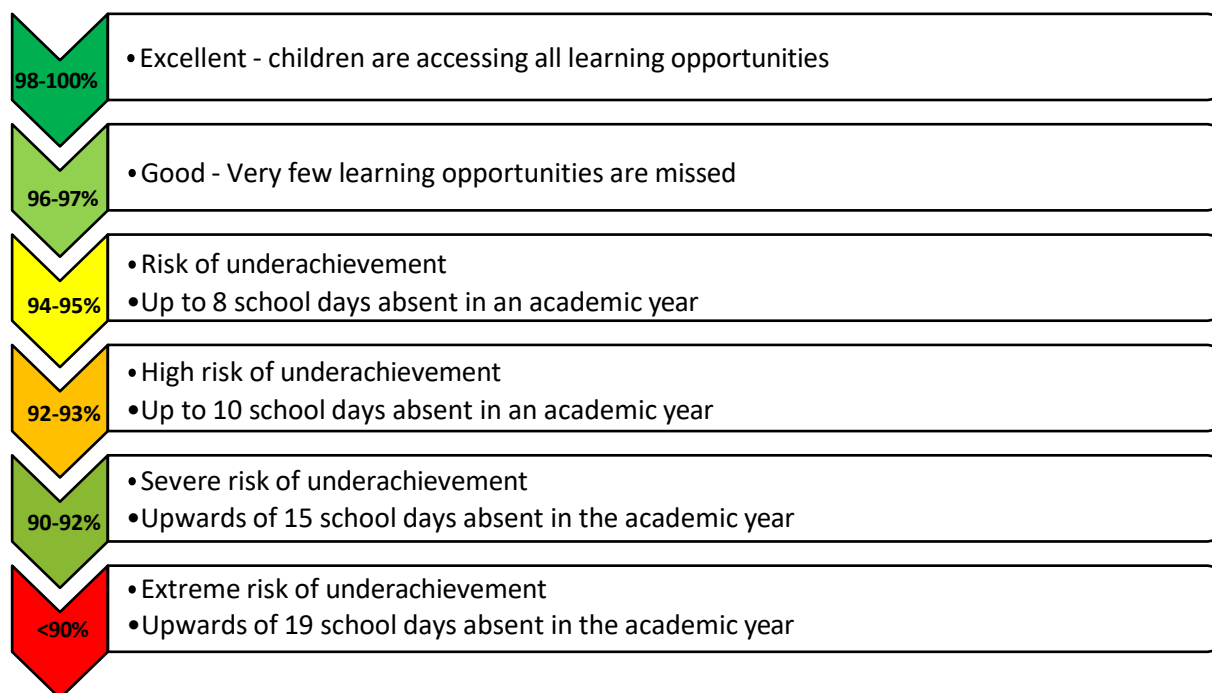 98-100%
•Excellent - children are accessing all learning opportunities
96-97%
•Good - Very few learning opportunities are missed
94-95%
•Risk of underachievement
•Up to 8 school days absent in an academic year
92-93%
•High risk of underachievement
•Up to 10 school days absent in an academic year
90-92%
•Severe risk of underachievement
•Upwards of 15 school days absent in the academic year
<90%
•Extreme risk of underachievement
•Upwards of 19 school days absent in the academic year